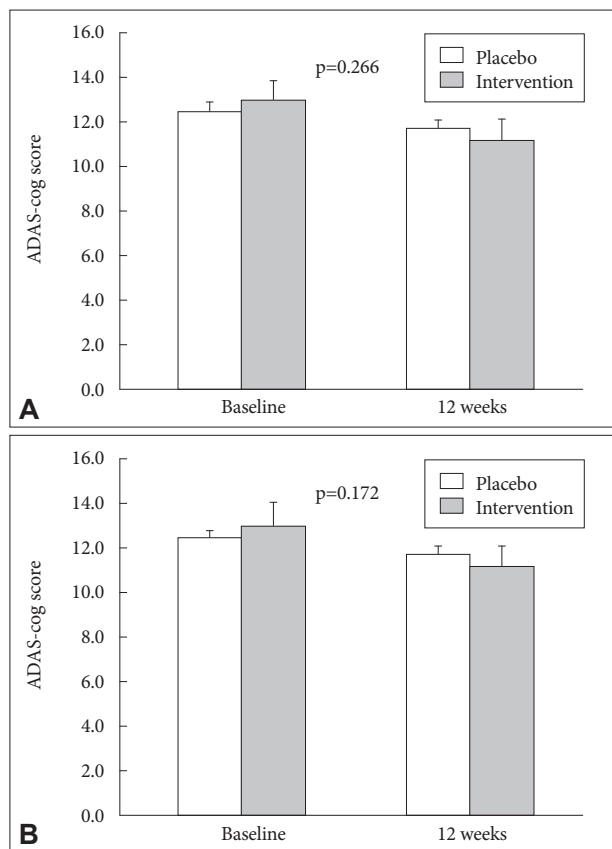 16.0
14.0
12.0
10.0
8.0
6.0
4.0
2.0
0.0
ADAS-cog score
p=0.266
Placebo
Intervention
Baseline
12 weeks
A
16.0
14.0
12.0
10.0
8.0
6.0
4.0
2.0
0.0
ADAS-cog score
p=0.172
Placebo
Intervention
Baseline
12 weeks
B